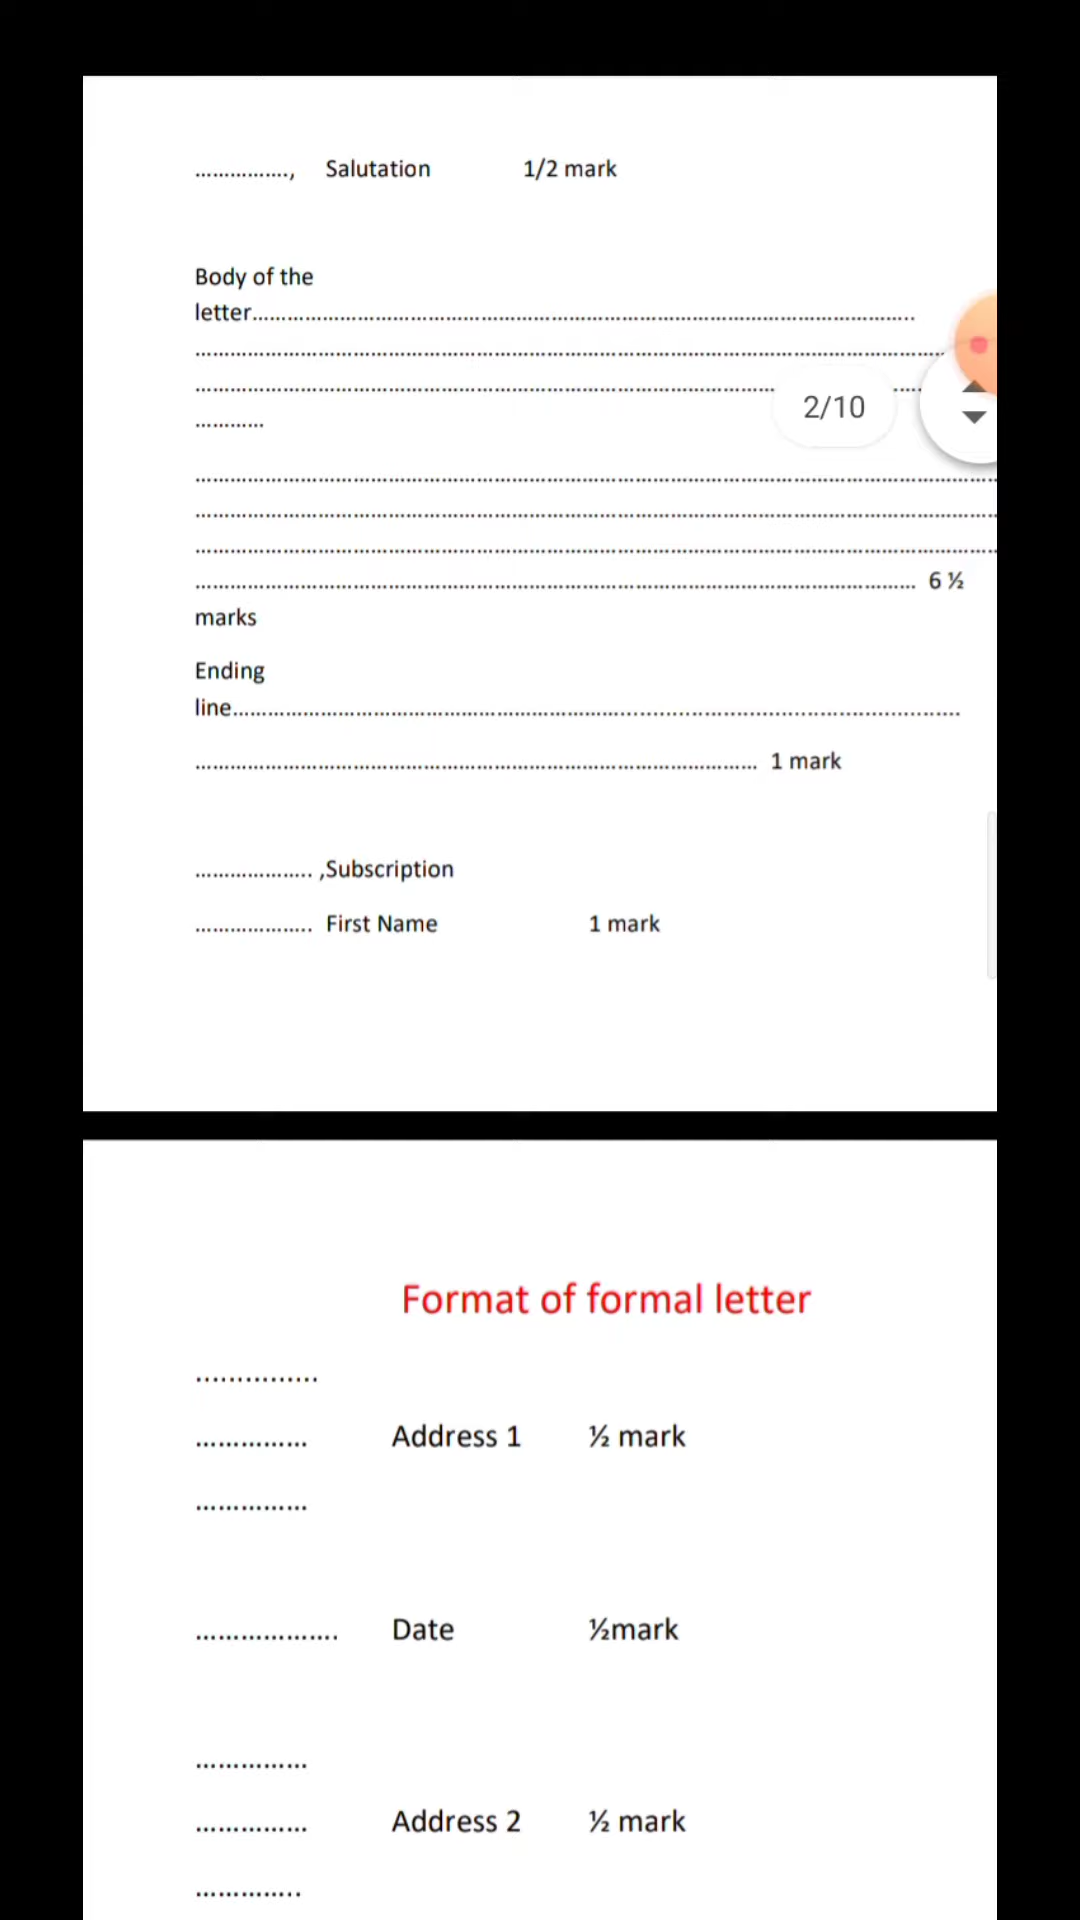 ................, Salutation 1/2 mark
Body of the
letter..................................................................................................................
................................................................................................................................
.................................................................................................... .....
............
................................................................................................................................
................................................................................................................................
................................................................................................................................
............................................................................................................................ 6 ½
marks
Ending
line.............................................................................................................................
................................................................................................ 1 mark
.................... ,Subscription
.................... First Name 1 mark
2/10
Format of formal letter
...............
............... Address 1 ½ mark
...............
................... Date ½mark
...............
............... Address 2 ½ mark
..............